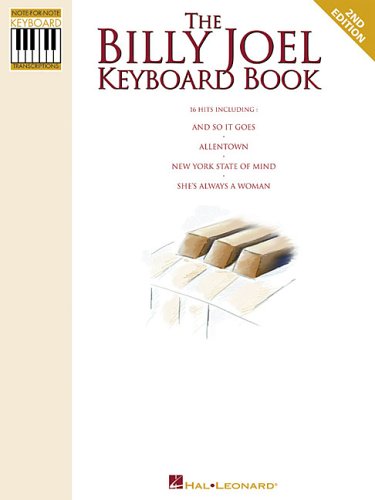 NOTE-FOR-NOTE
KEYBOARD
TRANSCRIPTIONS
THE
BILLY JOEL
KEYBOARD BOOK
2ND
EDITION
16 HITS INCLUDING:
AND SO IT GOES
•
ALLENTOWN
•
NEW YORK STATE OF MIND
•
SHE'S ALWAYS A WOMAN
HAL•LEONARD®